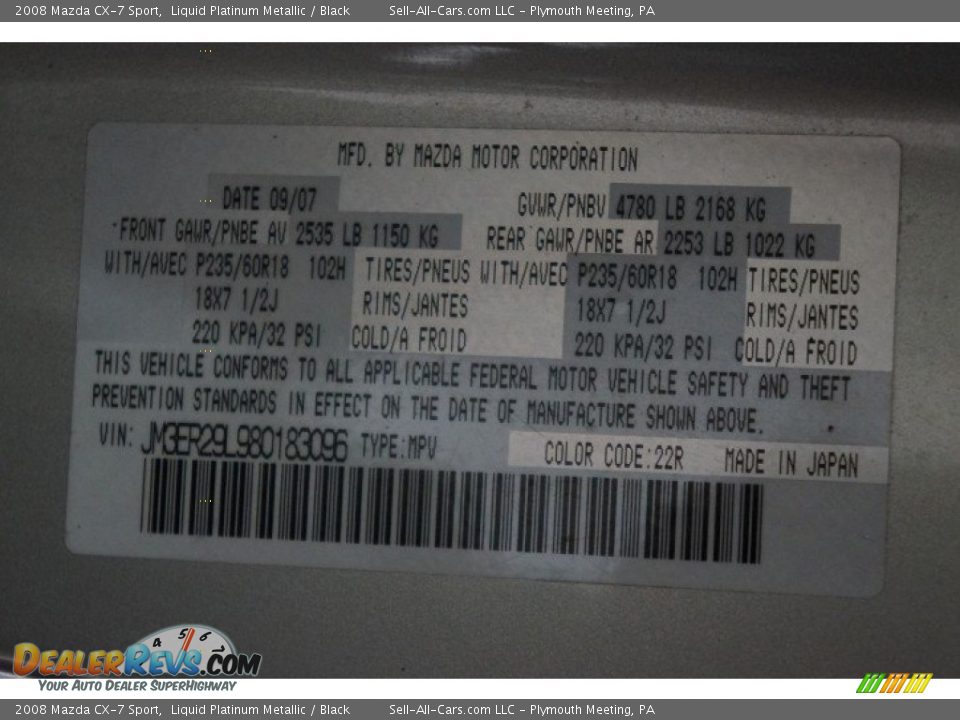 2008 Mazda CX-7 Sport, Liquid Platinum Metallic / Black Sell-All-Cars.com LLC - Plymouth Meeting, PA
MFD. BY MAZDA MOTOR CORPORATION
DATE 09/07 GVWR/PNBV 4780 LB 2168 KG
FRONT GAWR/PNBE AV 2535 LB 1150 KG REAR GAWR/PNBE AR 2253 LB 1022 KG
WITH/AVEC P235/60R18 102H TIRES/PNEUS WITH/AVEC P235/60R18 102H TIRES/PNEUS
18X7 1/2J RIMS/JANTES 18X7 1/2J RIMS/JANTES
220 KPA/32 PSI COLD/A FROID 220 KPA/32 PSI COLD/A FROID
THIS VEHICLE CONFORMS TO ALL APPLICABLE FEDERAL MOTOR VEHICLE SAFETY AND THEFT
PREVENTION STANDARDS IN EFFECT ON THE DATE OF MANUFACTURE SHOWN ABOVE.
VIN: JM3ER29L980183096 TYPE:MPV COLOR CODE:22R MADE IN JAPAN
4 5 6
DEALERREVS.COM
YOUR AUTO DEALER SUPERHIGHWAY
2008 Mazda CX-7 Sport, Liquid Platinum Metallic / Black Sell-All-Cars.com LLC - Plymouth Meeting, PA